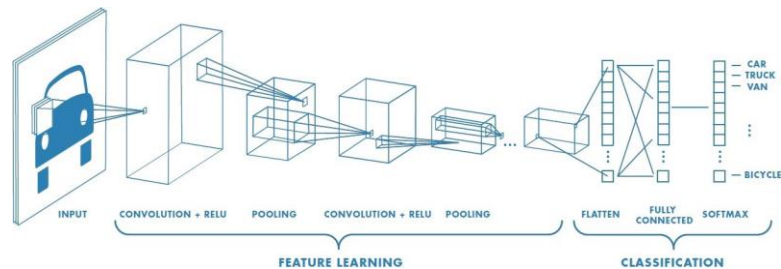 CAR
TRUCK
VAN
BICYCLE
INPUT
CONVOLUTION + RELU
POOLING
CONVOLUTION + RELU
POOLING
FLATTEN
FULLY
CONNECTED
SOFTMAX
FEATURE LEARNING
CLASSIFICATION